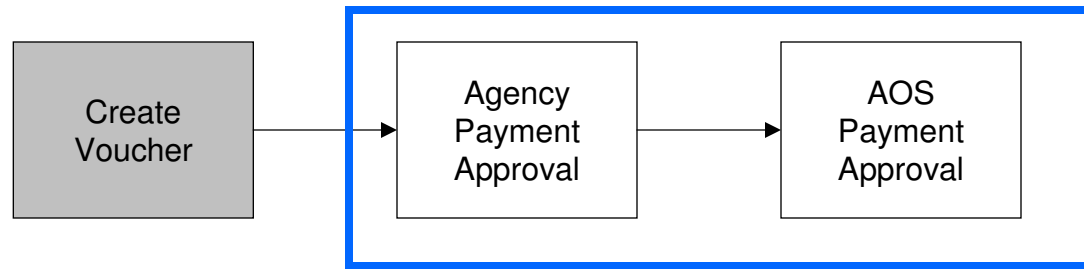 Create
Voucher
Agency
Payment
Approval
AOS
Payment
Approval